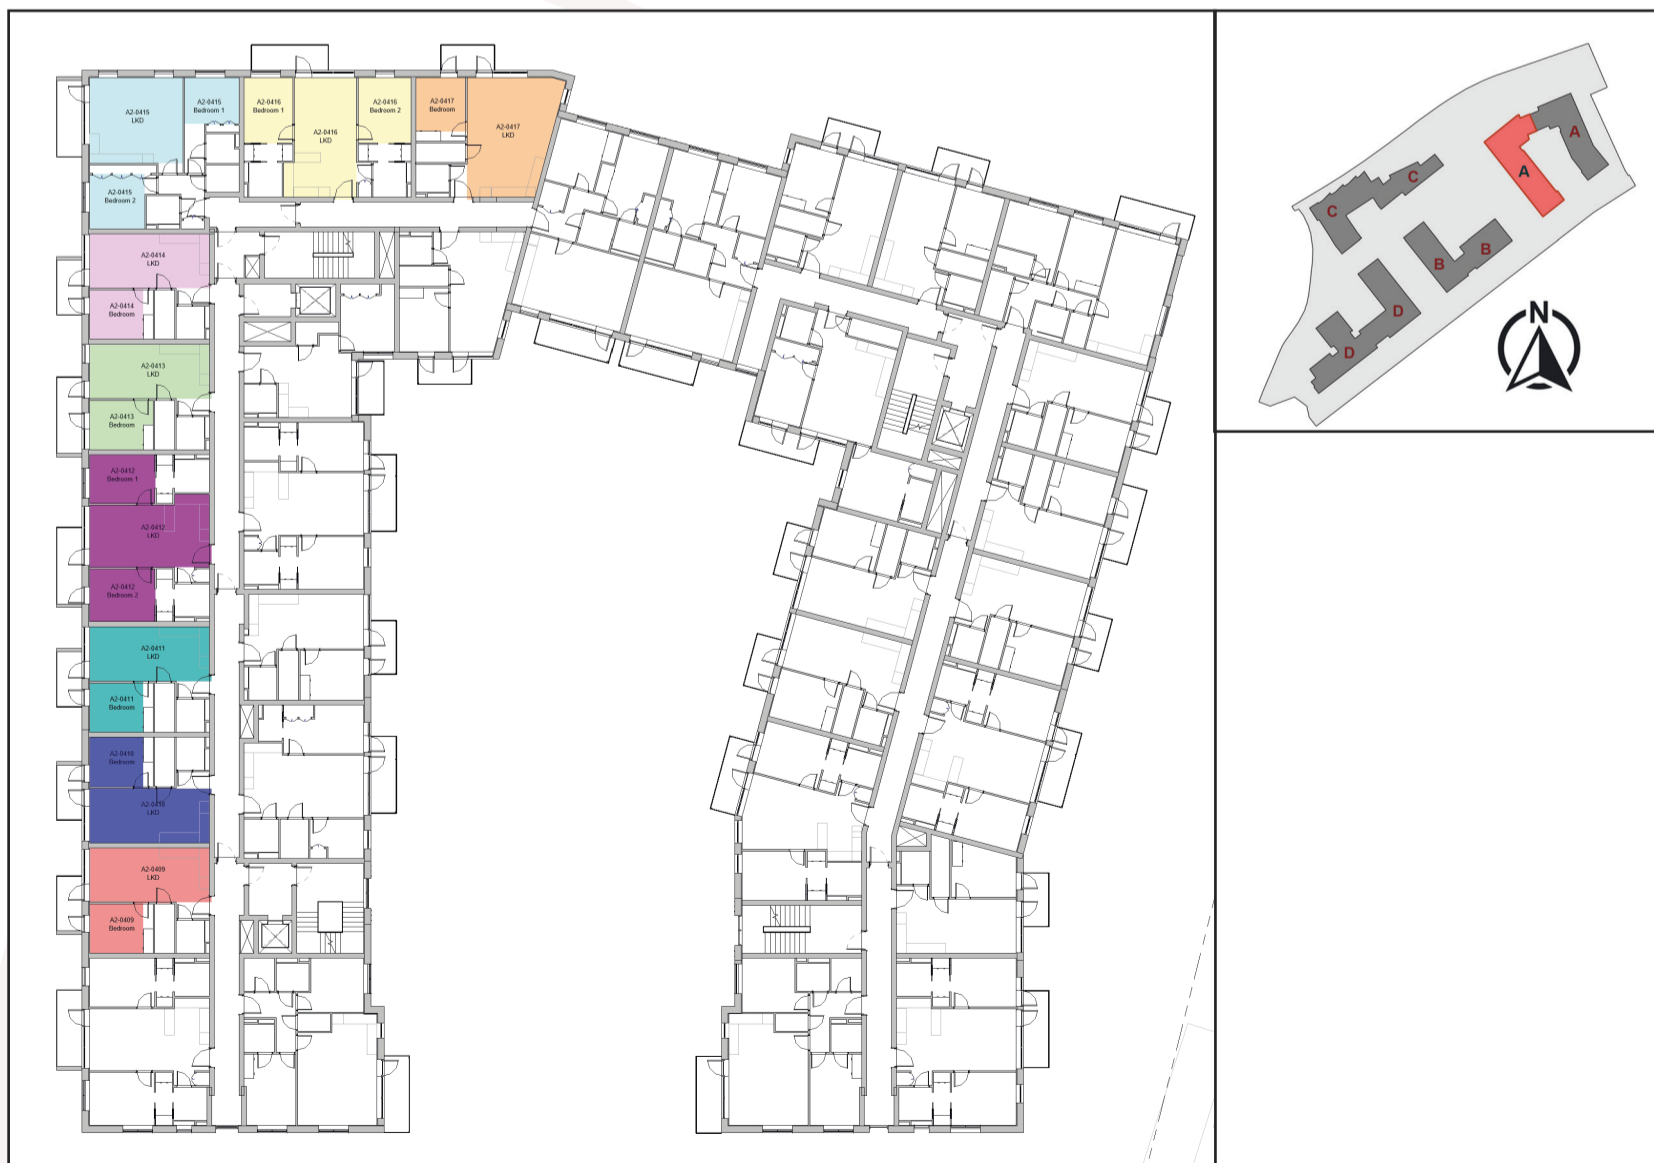 A2-0415
LKD
A2-0415
Bedroom 1
A2-0416
Bedroom 1
A2-0416
LKD
A2-0416
Bedroom 2
A2-0417
Bedroom
A2-0417
LKD
A2-0415
Bedroom 2
A2-0414
LKD
A2-0414
Bedroom
A2-0413
LKD
A2-0413
Bedroom
A2-0412
Bedroom 1
A2-0412
LKD
A2-0412
Bedroom 2
A2-0411
LKD
A2-0411
Bedroom
A2-0410
Bedroom
A2-0410
LKD
A2-0409
LKD
A2-0409
Bedroom
A
A
C
C
B
B
D
D
N